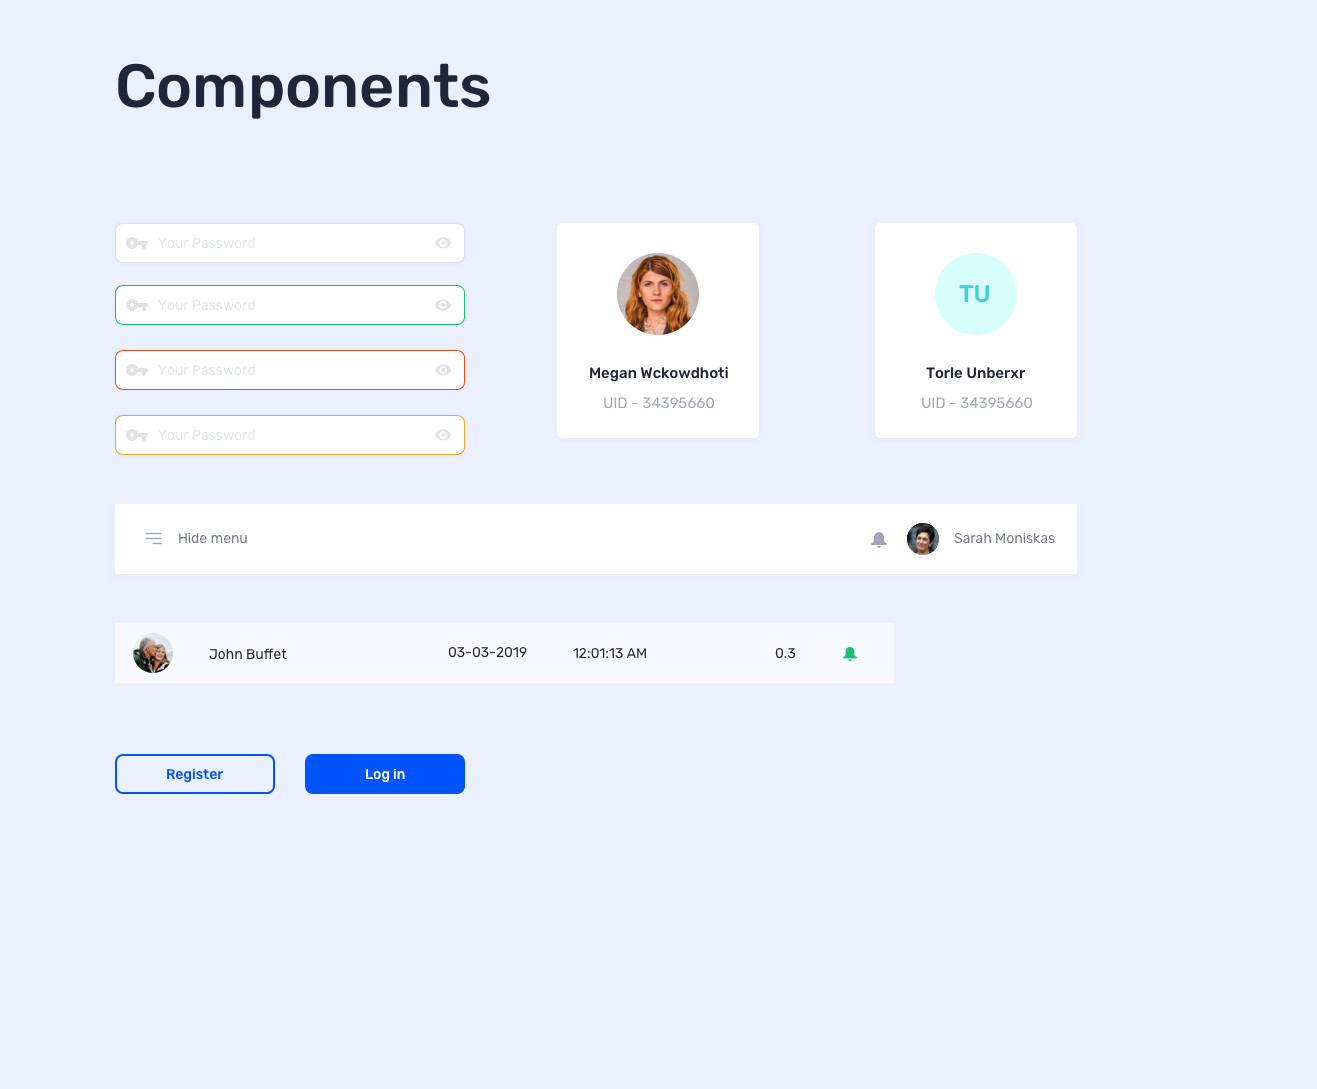 Components
Your Password
Your Password
Your Password
Your Password
Megan Wckowdhoti
UID - 34395660
TU
Torle Unberxr
UID - 34395660
Hide menu
Sarah Moniskas
John Buffet 03-03-2019 12:01:13 AM 0.3
Register
Log in